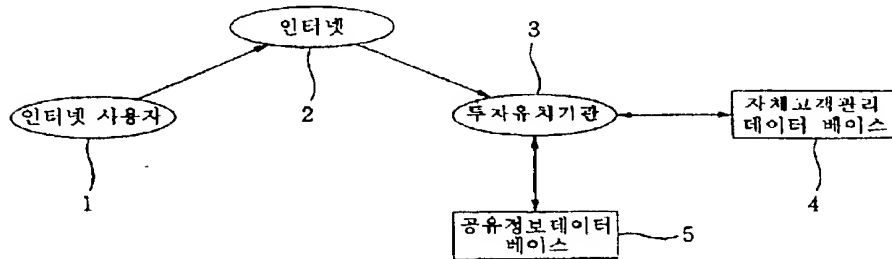 인터넷
2
3
인터넷 사용자
1
투자유치기관
자체고객관리
데이터 베이스
4
공유정보데이터
베이스
5